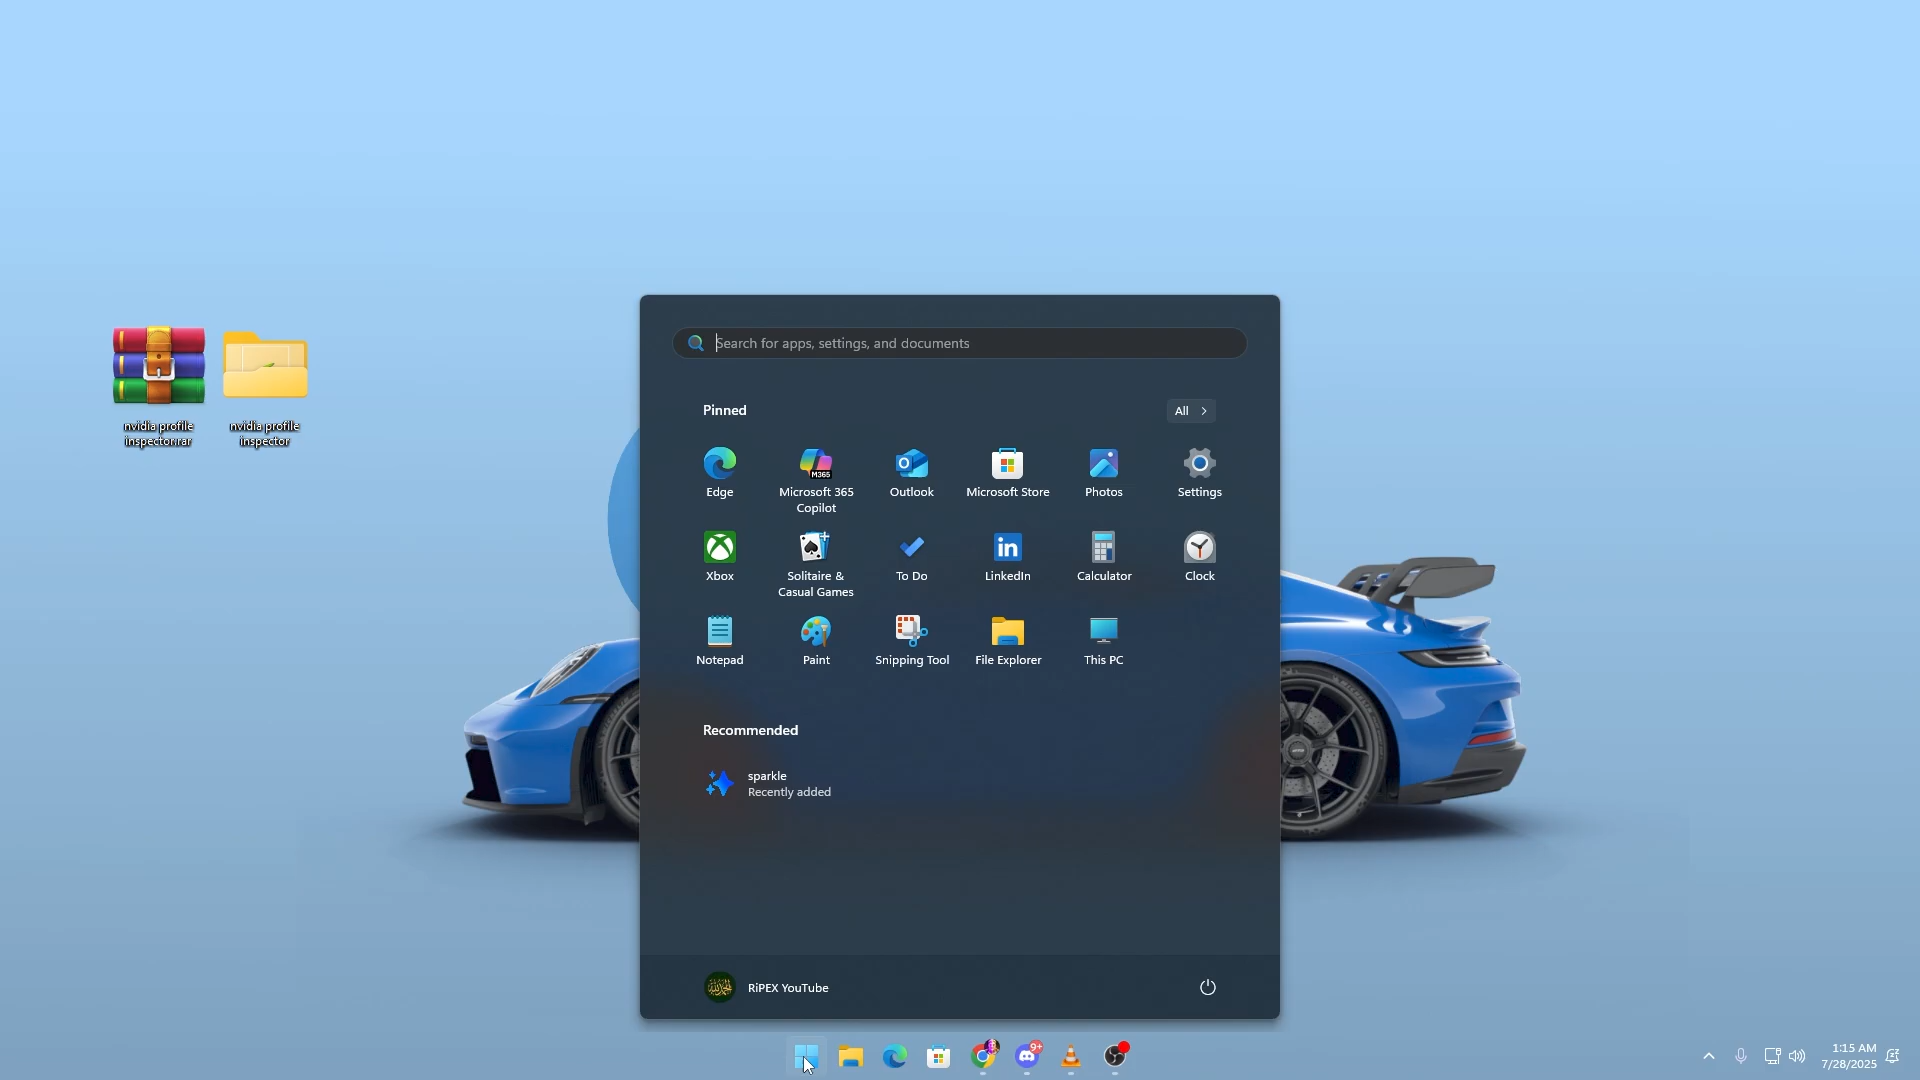 Search for apps, settings, and documents
nvidia profile
inspector.rar
nvidia profile
inspector
Pinned
All
Edge
Microsoft 365
Copilot
Outlook
Microsoft Store
Photos
Settings
M365
Xbox
Solitaire &
Casual Games
To Do
LinkedIn
Calculator
Clock
Notepad
Paint
Snipping Tool
File Explorer
This PC
Recommended
sparkle
Recently added
RiPEX YouTube
9+
1:15 AM
7/28/2025